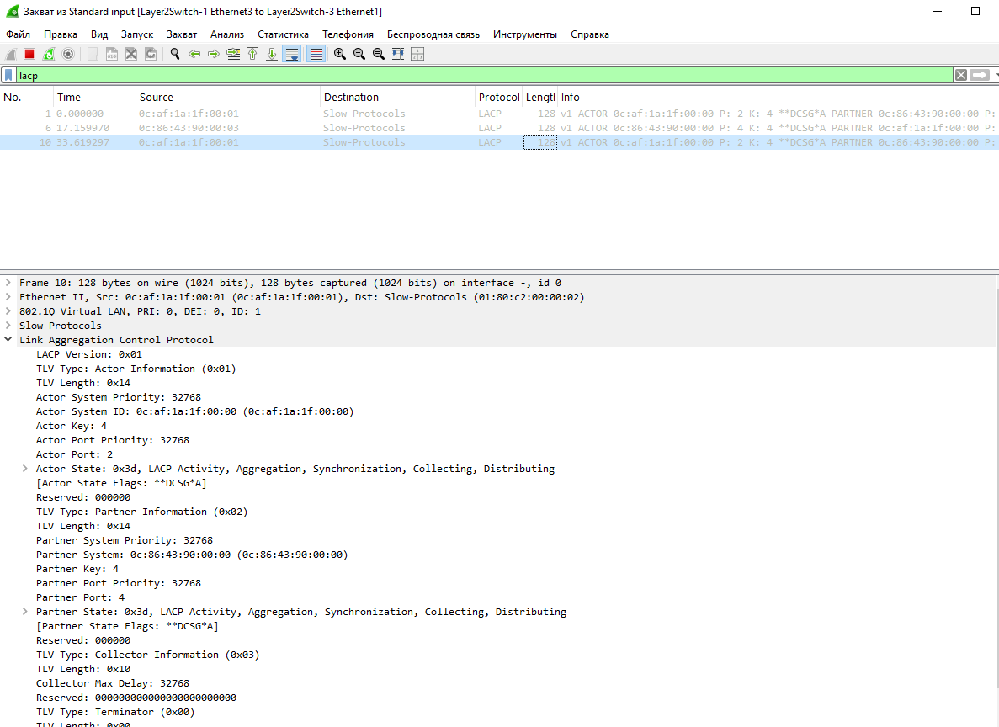 Захват из Standard input [Layer2Switch-1 Ethernet3 to Layer2Switch-3 Ethernet1]
Файл Правка Вид Запуск Захват Анализ Статистика Телефония Беспроводная связь Инструменты Справка
lacp
No. Time Source Destination Protocol Lengtl Info
1 0.000000 0c:af:1a:1f:00:01 Slow-Protocols LACP 128 v1 ACTOR 0c:af:1a:1f:00:00 P: 2 K: 4 **DCSG*A PARTNER 0c:86:43:90:00:00 P:
6 17.159970 0c:86:43:90:00:03 Slow-Protocols LACP 128 v1 ACTOR 0c:86:43:90:00:00 P: 4 K: 4 **DCSG*A PARTNER 0c:af:1a:1f:00:00 P:
10 33.619297 0c:af:1a:1f:00:01 Slow-Protocols LACP 128 v1 ACTOR 0c:af:1a:1f:00:00 P: 2 K: 4 **DCSG*A PARTNER 0c:86:43:90:00:00 P:
Frame 10: 128 bytes on wire (1024 bits), 128 bytes captured (1024 bits) on interface -, id 0
Ethernet II, Src: 0c:af:1a:1f:00:01 (0c:af:1a:1f:00:01), Dst: Slow-Protocols (01:80:c2:00:00:02)
802.1Q Virtual LAN, PRI: 0, DEI: 0, ID: 1
Slow Protocols
Link Aggregation Control Protocol
LACP Version: 0x01
TLV Type: Actor Information (0x01)
TLV Length: 0x14
Actor System Priority: 32768
Actor System ID: 0c:af:1a:1f:00:00 (0c:af:1a:1f:00:00)
Actor Key: 4
Actor Port Priority: 32768
Actor Port: 2
Actor State: 0x3d, LACP Activity, Aggregation, Synchronization, Collecting, Distributing
[Actor State Flags: **DCSG*A]
Reserved: 000000
TLV Type: Partner Information (0x02)
TLV Length: 0x14
Partner System Priority: 32768
Partner System: 0c:86:43:90:00:00 (0c:86:43:90:00:00)
Partner Key: 4
Partner Port Priority: 32768
Partner Port: 4
Partner State: 0x3d, LACP Activity, Aggregation, Synchronization, Collecting, Distributing
[Partner State Flags: **DCSG*A]
Reserved: 000000
TLV Type: Collector Information (0x03)
TLV Length: 0x10
Collector Max Delay: 32768
Reserved: 000000000000000000000000
TLV Type: Terminator (0x00)
TLV Length: 0x00